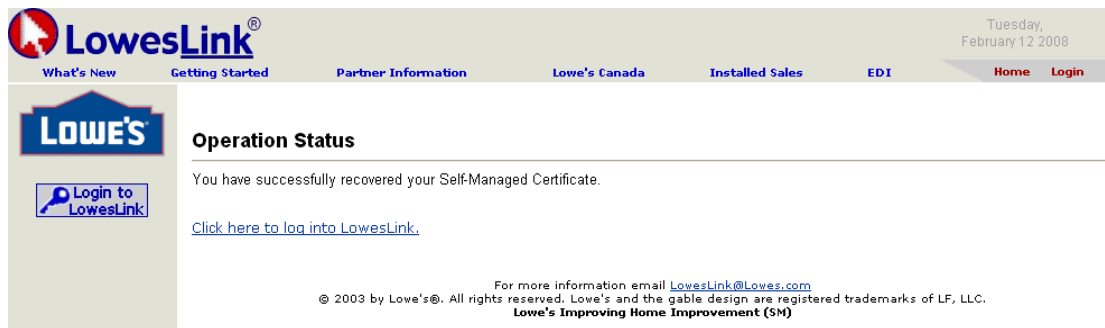 LowesLink®
Tuesday,
February 12 2008
What's New Getting Started Partner Information Lowe's Canada Installed Sales EDI Home Login
LOWE'S
Login to
LowesLink
Operation Status
You have successfully recovered your Self-Managed Certificate.
Click here to log into LowesLink.
For more information email LowesLink@Lowes.com
© 2003 by Lowe's®. All rights reserved. Lowe's and the gable design are registered trademarks of LF, LLC.
Lowe's Improving Home Improvement (SM)